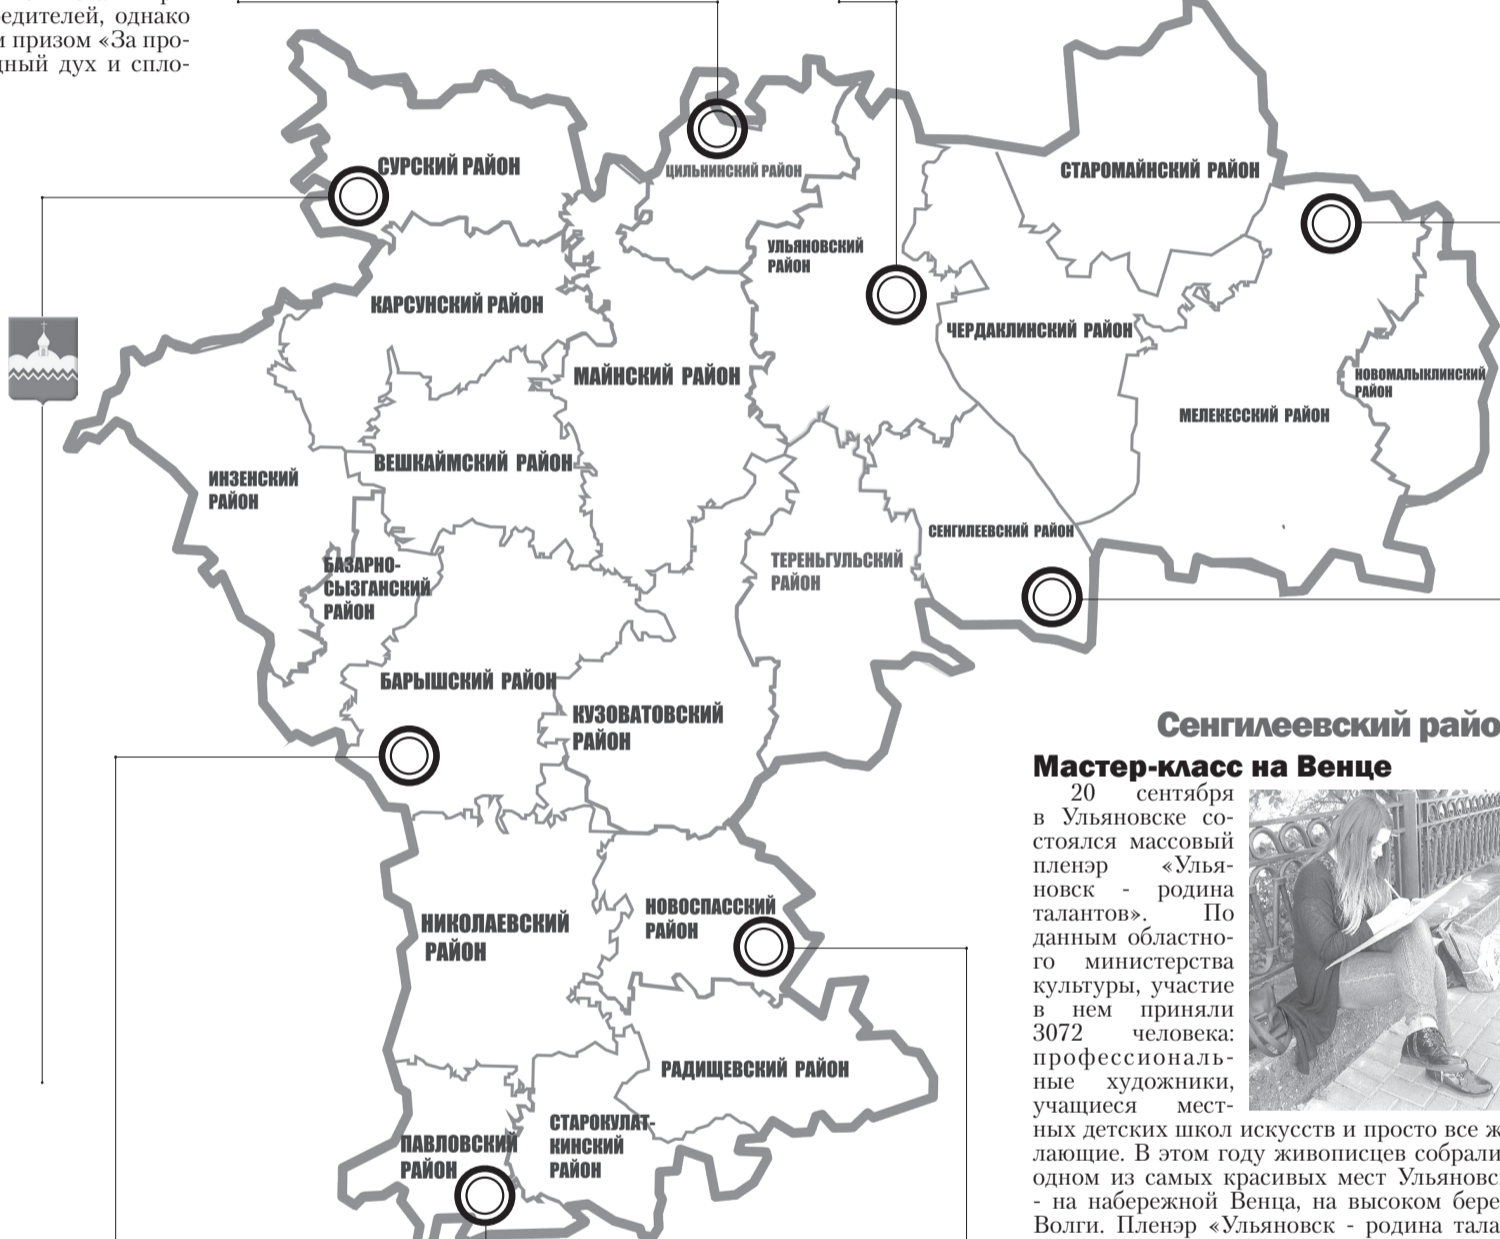 едителей, однако
призом «За про-
дный дух и спло-
СУРСКИЙ РАЙОН
ЦИЛЬНИНСКИЙ РАЙОН
СТАРОМАЙНСКИЙ РАЙОН
УЛЬЯНОВСКИЙ
РАЙОН
КАРСУНСКИЙ РАЙОН
ЧЕРДАКЛИНСКИЙ РАЙОН
МАЙНСКИЙ РАЙОН
НОВОМАЛЫКЛИНСКИЙ
РАЙОН
МЕЛЕКЕССКИЙ РАЙОН
ВЕШКАЙМСКИЙ РАЙОН
ИНЗЕНСКИЙ
РАЙОН
СЕНГИЛЕЕВСКИЙ РАЙОН
ТЕРЕНЬГУЛЬСКИЙ
РАЙОН
БАЗАРНО-
СЫЗГАНСКИЙ
РАЙОН
БАРЫШСКИЙ РАЙОН
КУЗОВАТОВСКИЙ
РАЙОН
НИКОЛАЕВСКИЙ
РАЙОН
НОВОСПАССКИЙ
РАЙОН
РАДИЩЕВСКИЙ РАЙОН
СТАРОКУЛАТ-
КИНСКИЙ
РАЙОН
ПАВЛОВСКИЙ
РАЙОН
Сенгилеевский райо
Мастер-класс на Венце
20 сентября
в Ульяновске со-
стоялся массовый
пленэр «Улья-
новск - родина
талантов». По
данным областно-
го министерства
культуры, участие
в нем приняли
3072 человека:
профессиональ-
ные художники,
учащиеся мест-
ных детских школ искусств и просто все ж
лающие. В этом году живописцев собрали
одном из самых красивых мест Ульяновс
- на набережной Венца, на высоком бере
Волги. Пленэр «Ульяновск - родина тала